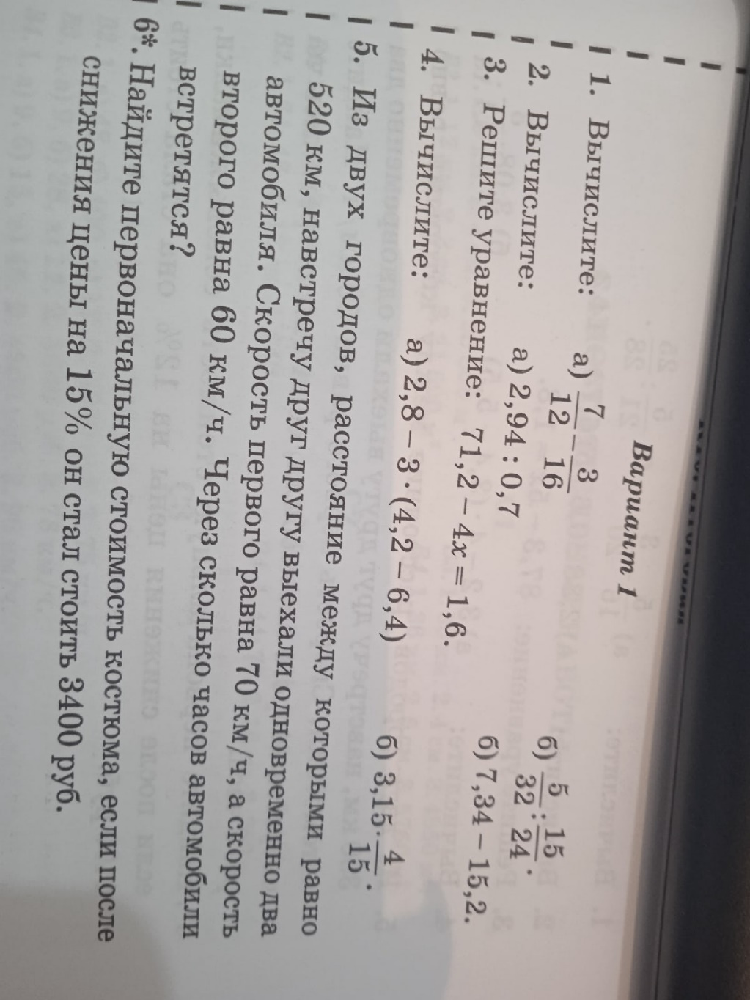 Вариант 1
1. Вычислите: а) 7/12 − 3/16 б) 5/32 : 15/24.
2. Вычислите: а) 2,94 : 0,7 б) 7,34 − 15,2.
3. Решите уравнение: 71,2 − 4x = 1,6.
4. Вычислите: а) 2,8 − 3 · (4,2 − 6,4) б) 3,15 · 4/15.
5. Из двух городов, расстояние между которыми равно
520 км, навстречу друг другу выехали одновременно два
автомобиля. Скорость первого равна 70 км/ч, а скорость
второго равна 60 км/ч. Через сколько часов автомобили
встретятся?
6*. Найдите первоначальную стоимость костюма, если после
снижения цены на 15% он стал стоить 3400 руб.